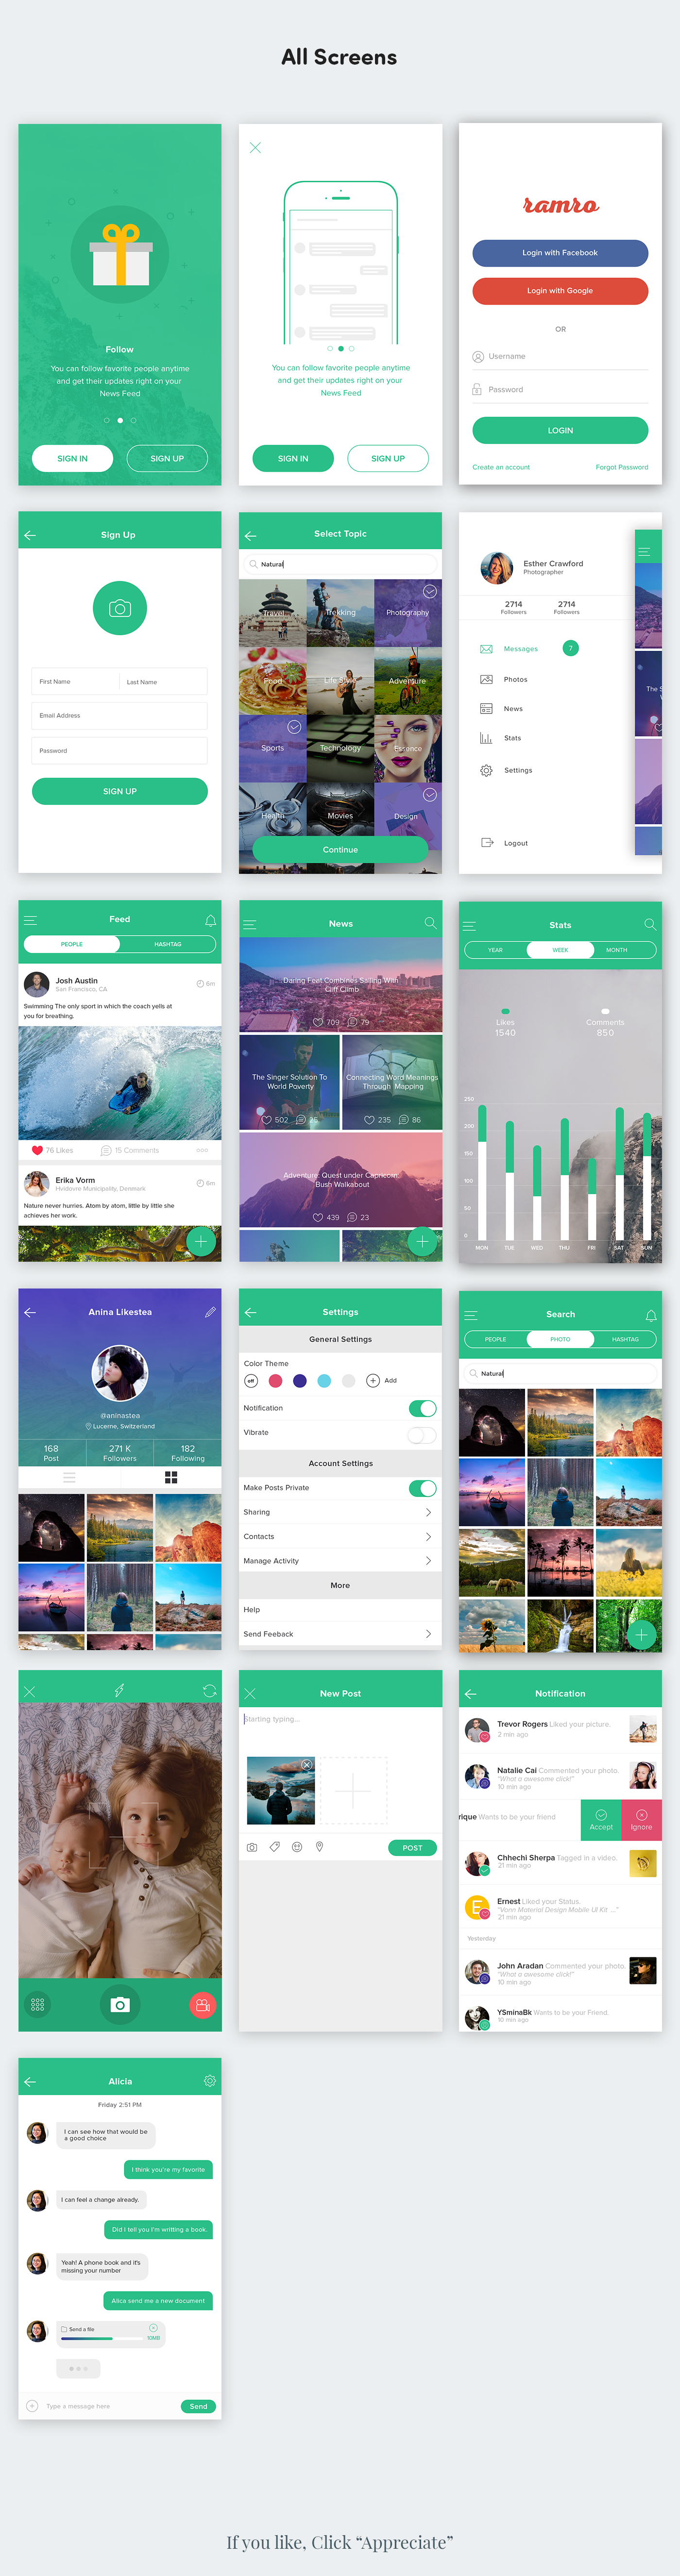 All Screens
Follow
You can follow favorite people anytime
and get their updates right on your
News Feed
SIGN IN
SIGN UP
You can follow favorite people anytime
and get their updates right on your
News Feed
SIGN IN
SIGN UP
ramro
Login with Facebook
Login with Google
OR
Username
Password
LOGIN
Create an account
Forgot Password
Sign Up
First Name
Last Name
Email Address
Password
SIGN UP
Select Topic
Natural
Travel
Trekking
Photography
Food
Life Style
Adventure
Sports
Technology
Essence
Health
Movies
Design
Continue
Esther Crawford
Photographer
2714
Followers
2714
Followers
Messages
7
Photos
News
Stats
Settings
Logout
The S
Feed
PEOPLE
HASHTAG
Josh Austin
San Francisco, CA
6m
Swimming The only sport in which the coach yells at
you for breathing.
76 Likes
15 Comments
Erika Vorm
Hvidovre Municipality, Denmark
6m
Nature never hurries. Atom by atom, little by little she
achieves her work.
News
Daring Feat Combines Sailing With
Cliff Climb
709
79
The Singer Solution To
World Poverty
502
25
Connecting Word Meanings
Through Mapping
235
86
Adventure: Quest under Capricorn:
Bush Walkabout
439
23
Stats
YEAR
WEEK
MONTH
Likes
1540
Comments
850
250
200
150
100
50
0
MON
TUE
WED
THU
FRI
SAT
SUN
Anina Likestea
@aninastea
Lucerne, Switzerland
168
Post
271 K
Followers
182
Following
Settings
General Settings
Color Theme
off
Add
Notification
Vibrate
Account Settings
Make Posts Private
Sharing
Contacts
Manage Activity
More
Help
Send Feeback
Search
PEOPLE
PHOTO
HASHTAG
Natural
New Post
Starting typing...
POST
Notification
Trevor Rogers Liked your picture.
2 min ago
Natalie Cai Commented your photo.
"What a awesome click!"
10 min ago
rique Wants to be your friend
Accept
Ignore
Chhechi Sherpa Tagged in a video.
21 min ago
E
Ernest Liked your Status.
"Vonn Material Design Mobile UI Kit ..."
21 min ago
Yesterday
John Aradan Commented your photo.
"What a awesome click!"
10 min ago
YSminaBk Wants to be your Friend.
10 min ago
Alicia
Friday 2:51 PM
I can see how that would be
a good choice
I think you're my favorite
I can feel a change already.
Did I tell you I'm writting a book.
Yeah! A phone book and it's
missing your number
Alica send me a new document
Send a file
10MB
Type a message here
Send
If you like, Click “Appreciate”